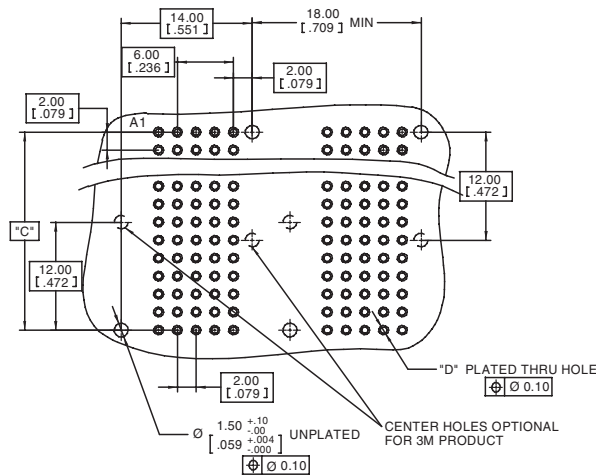 14.00
[ .551 ]
18.00
[ .709 ]
MIN
6.00
[ .236 ]
2.00
[ .079 ]
2.00
[ .079 ]
A1
12.00
[ .472 ]
"C"
12.00
[ .472 ]
2.00
[ .079 ]
"D" PLATED THRU HOLE
⌖ Ø 0.10
Ø 1.50 +.10 -.00
[ .059 +.004 -.000 ] UNPLATED
⌖ Ø 0.10
CENTER HOLES OPTIONAL
FOR 3M PRODUCT